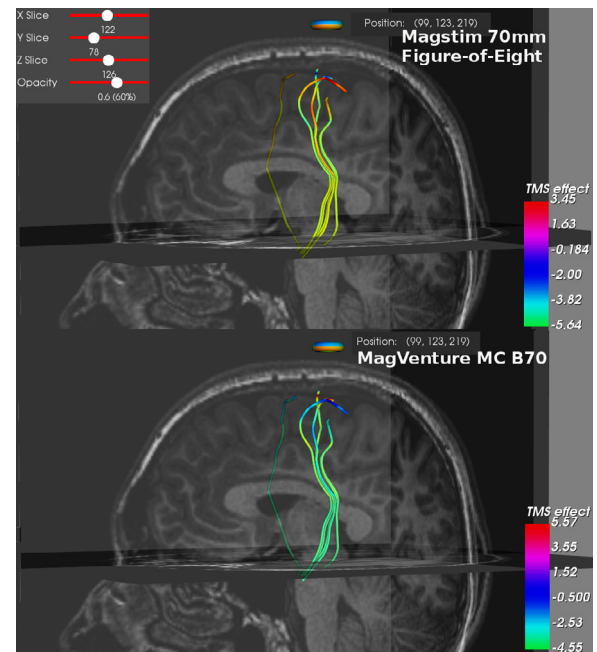 X Slice
122
Y Slice
78
Z Slice
126
Opacity
0.6 (60%)
Position: (99, 123, 219)
Magstim 70mm
Figure-of-Eight
TMS effect
3.45
1.63
-0.184
-2.00
-3.82
-5.64
Position: (99, 123, 219)
MagVenture MC B70
TMS effect
5.57
3.55
1.52
-0.500
-2.53
-4.55